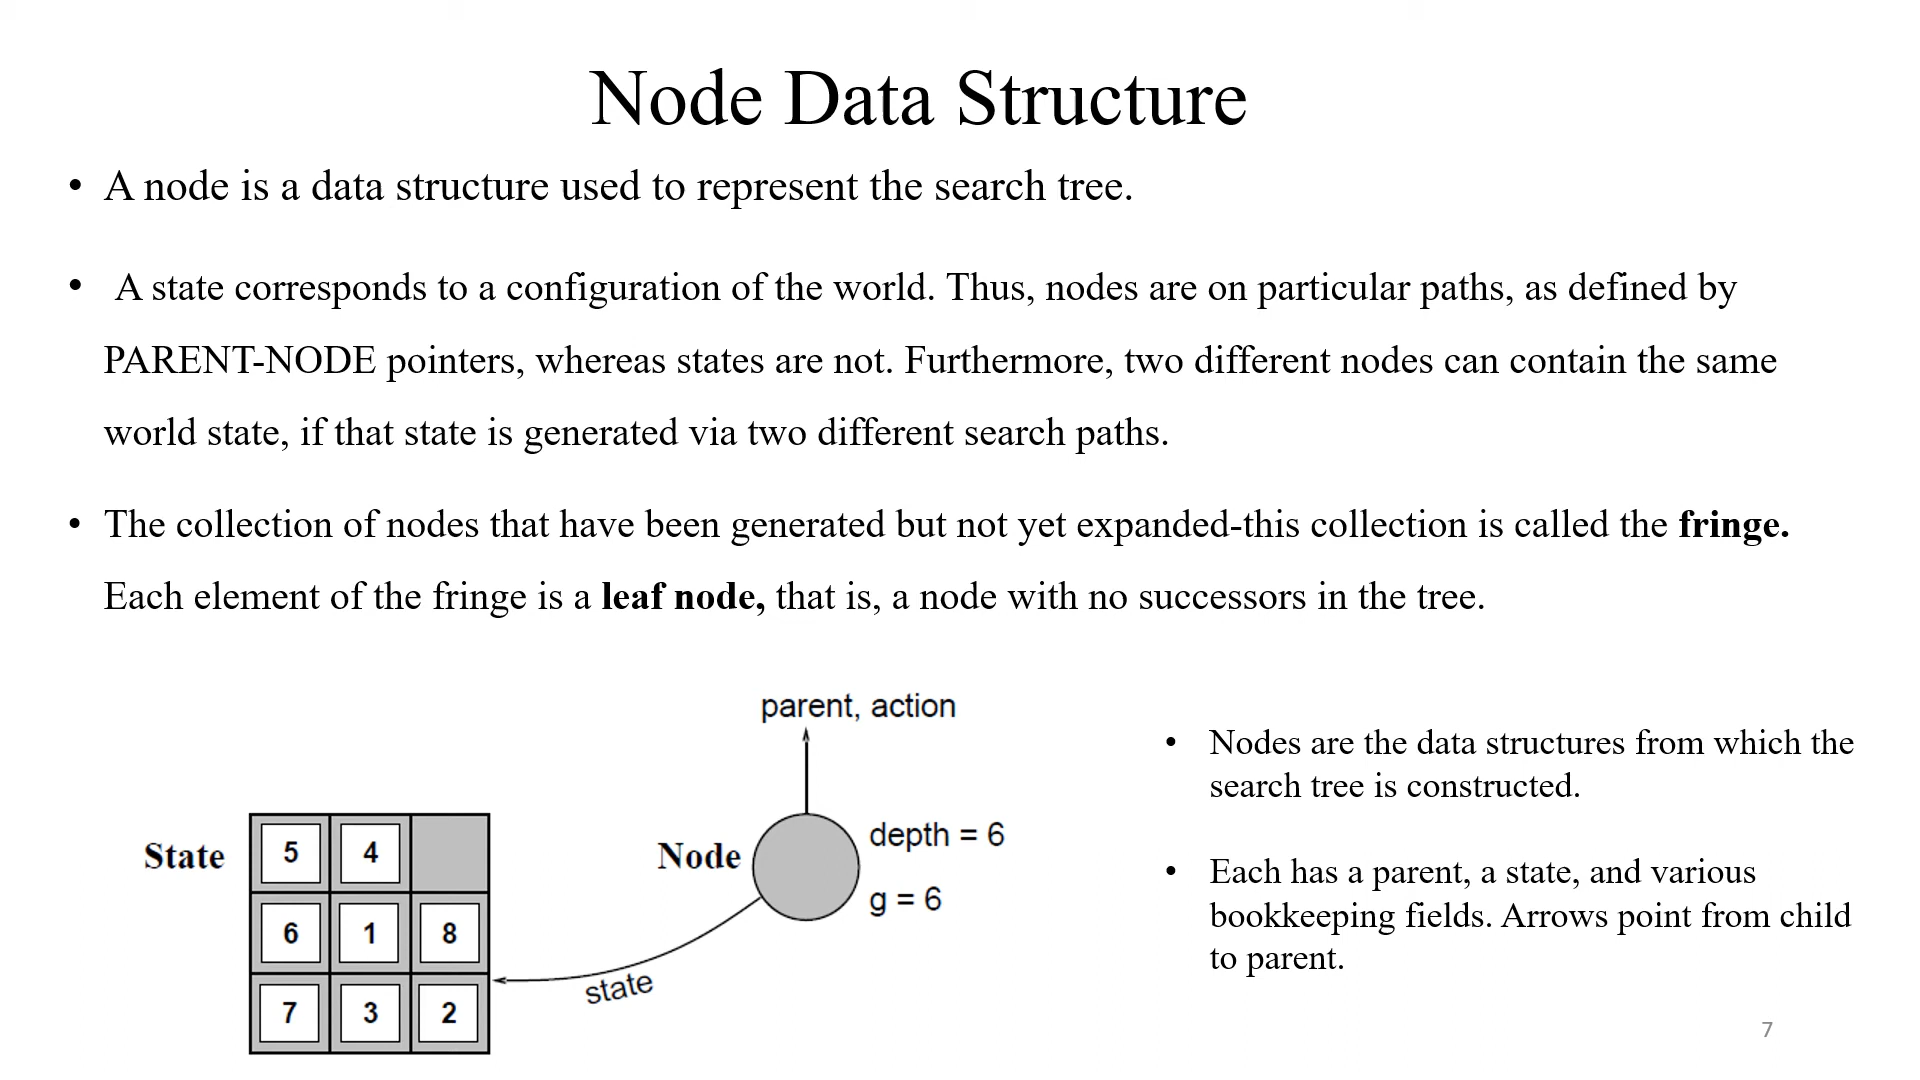 Node Data Structure
• A node is a data structure used to represent the search tree.
• A state corresponds to a configuration of the world. Thus, nodes are on particular paths, as defined by
PARENT-NODE pointers, whereas states are not. Furthermore, two different nodes can contain the same
world state, if that state is generated via two different search paths.
• The collection of nodes that have been generated but not yet expanded-this collection is called the fringe.
Each element of the fringe is a leaf node, that is, a node with no successors in the tree.
State
5 4
6 1 8
7 3 2
parent, action
Node
depth = 6
g = 6
state
• Nodes are the data structures from which the
search tree is constructed.
• Each has a parent, a state, and various
bookkeeping fields. Arrows point from child
to parent.
7